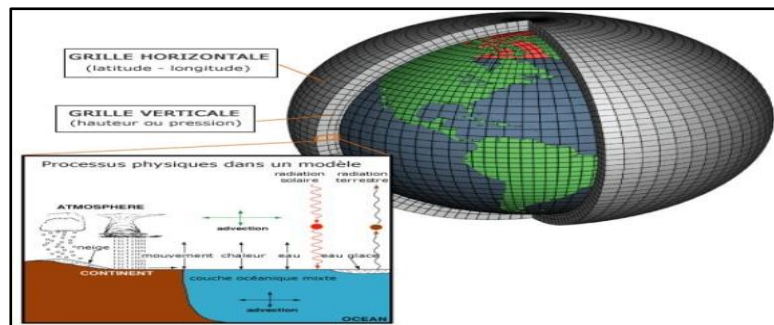 GRILLE HORIZONTALE
(latitude - longitude)
GRILLE VERTICALE
(hauteur ou pression)
Processus physiques dans un modèle
radiation
solaire
radiation
terrestre
ATMOSPHERE
advection
neige
mouvement
chaleur
eau
eau
glace
CONTINENT
couche océanique mixte
advection
OCEAN